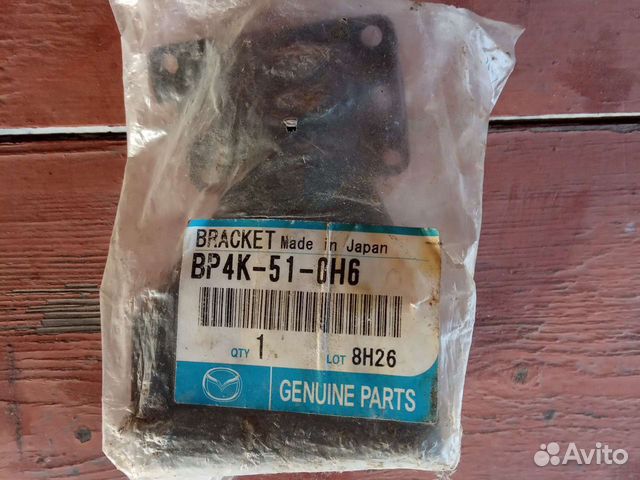 BRACKET Made in Japan
BP4K-51-0H6
QTY 1 LOT 8H26
GENUINE PARTS
Avito